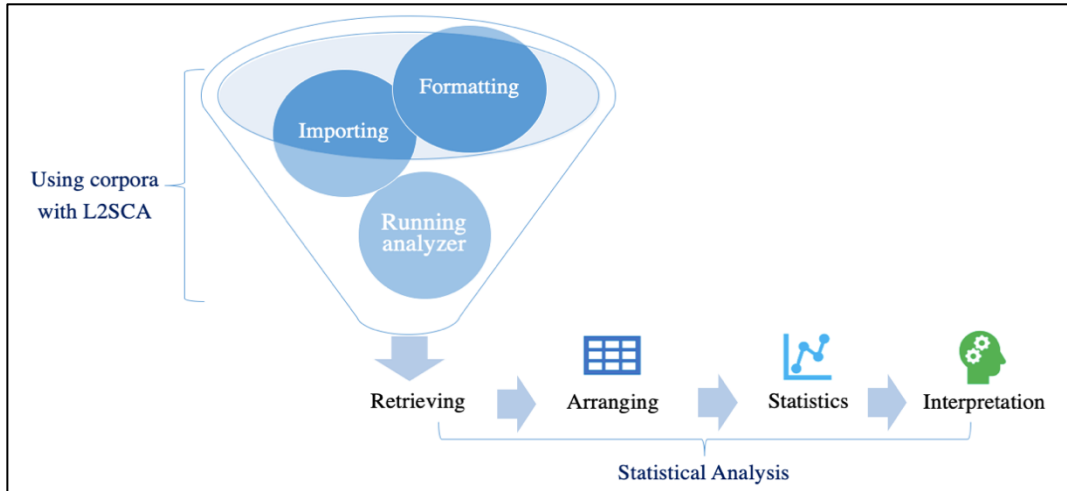 Formatting
Importing
Using corpora
with L2SCA
Running
analyzer
Retrieving
Arranging
Statistics
Interpretation
Statistical Analysis